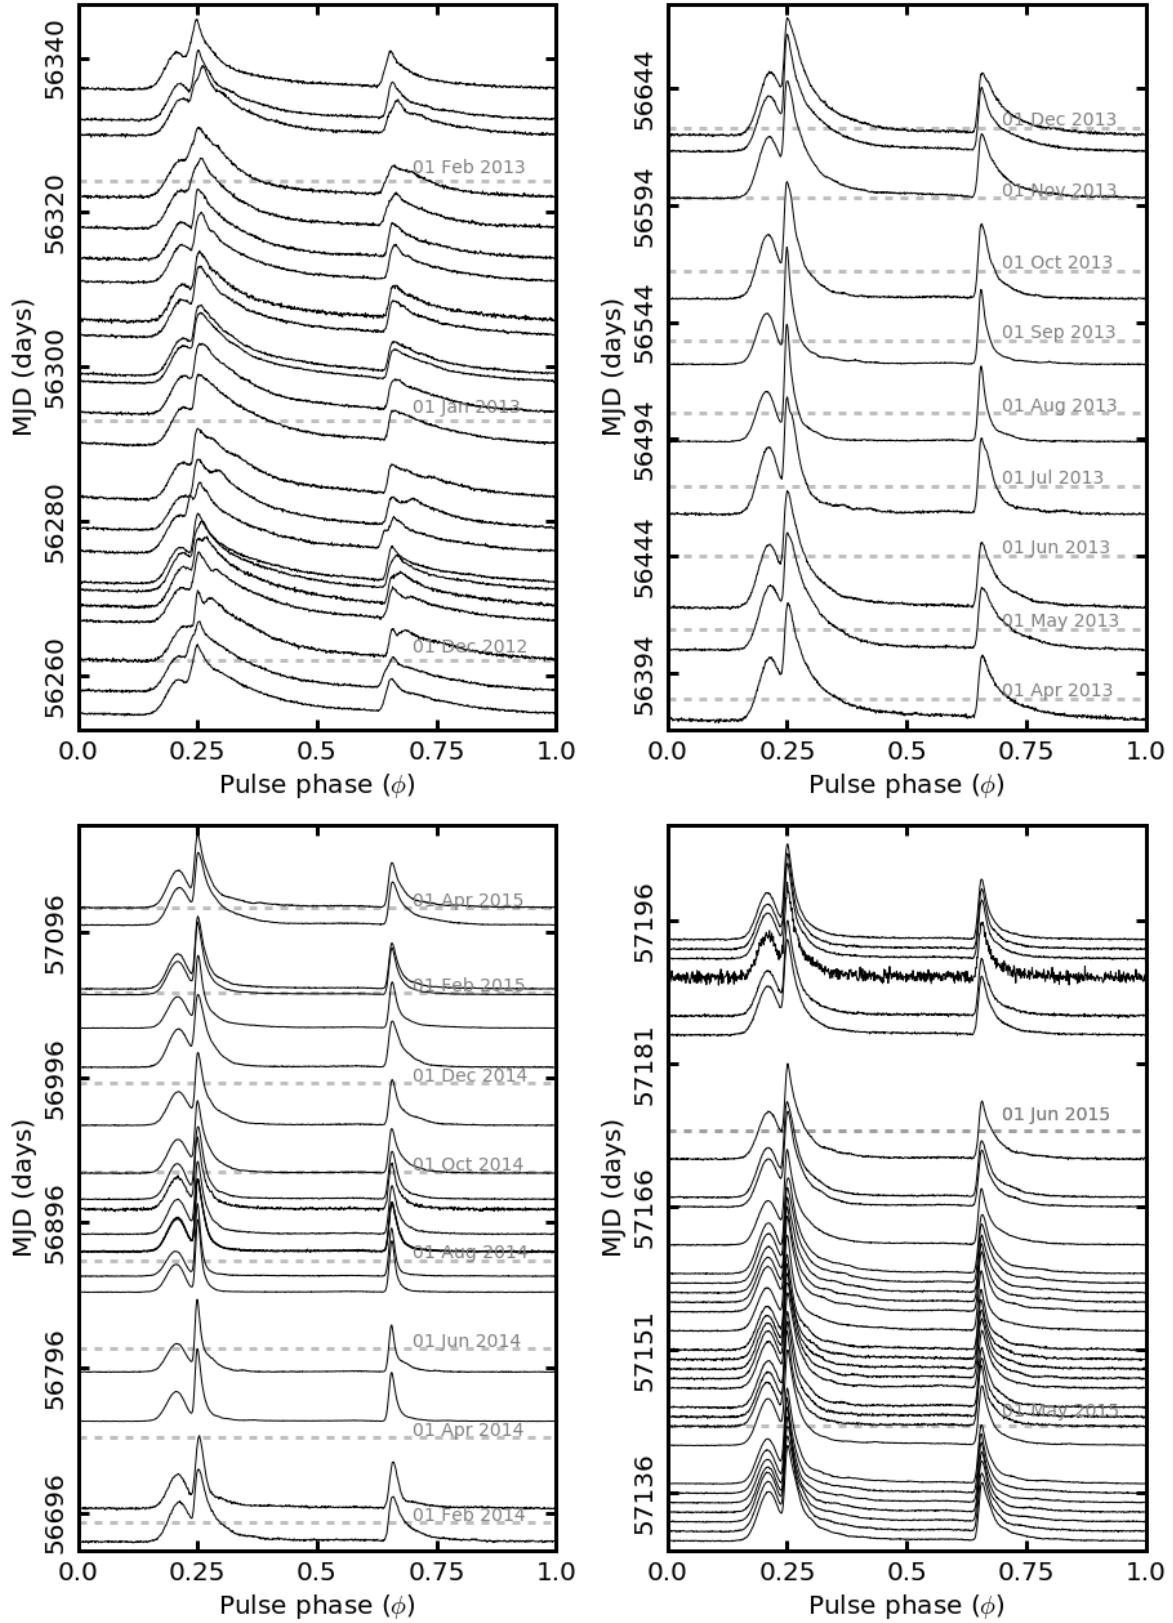 MJD (days)
56340
56320
56300
56280
56260
01 Feb 2013
01 Jan 2013
01 Dec 2012
0.0 0.25 0.5 0.75 1.0
Pulse phase (ϕ)
MJD (days)
56644
56594
56544
56494
56444
56394
01 Dec 2013
01 Nov 2013
01 Oct 2013
01 Sep 2013
01 Aug 2013
01 Jul 2013
01 Jun 2013
01 May 2013
01 Apr 2013
0.0 0.25 0.5 0.75 1.0
Pulse phase (ϕ)
MJD (days)
57096
56996
56896
56796
56696
01 Apr 2015
01 Feb 2015
01 Dec 2014
01 Oct 2014
01 Aug 2014
01 Jun 2014
01 Apr 2014
01 Feb 2014
0.0 0.25 0.5 0.75 1.0
Pulse phase (ϕ)
MJD (days)
57196
57181
57166
57151
57136
01 Jun 2015
01 May 2015
0.0 0.25 0.5 0.75 1.0
Pulse phase (ϕ)